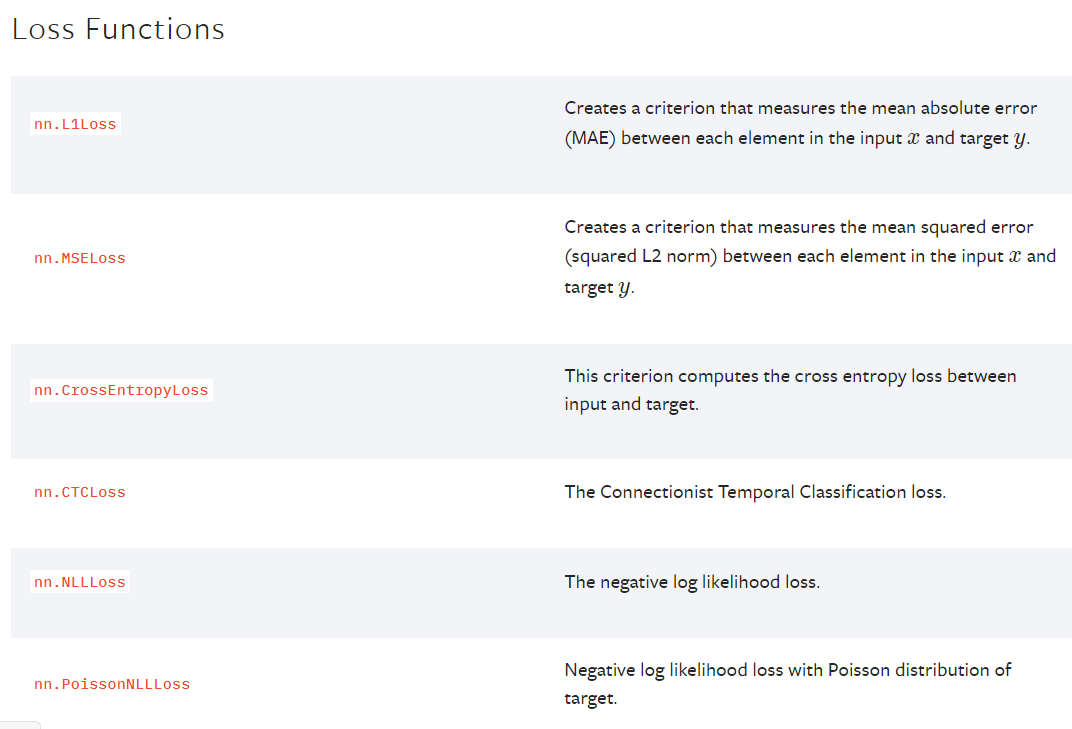 Loss Functions
nn.L1Loss
Creates a criterion that measures the mean absolute error
(MAE) between each element in the input x and target y.
nn.MSELoss
Creates a criterion that measures the mean squared error
(squared L2 norm) between each element in the input x and
target y.
nn.CrossEntropyLoss
This criterion computes the cross entropy loss between
input and target.
nn.CTCLoss
The Connectionist Temporal Classification loss.
nn.NLLLoss
The negative log likelihood loss.
nn.PoissonNLLLoss
Negative log likelihood loss with Poisson distribution of
target.